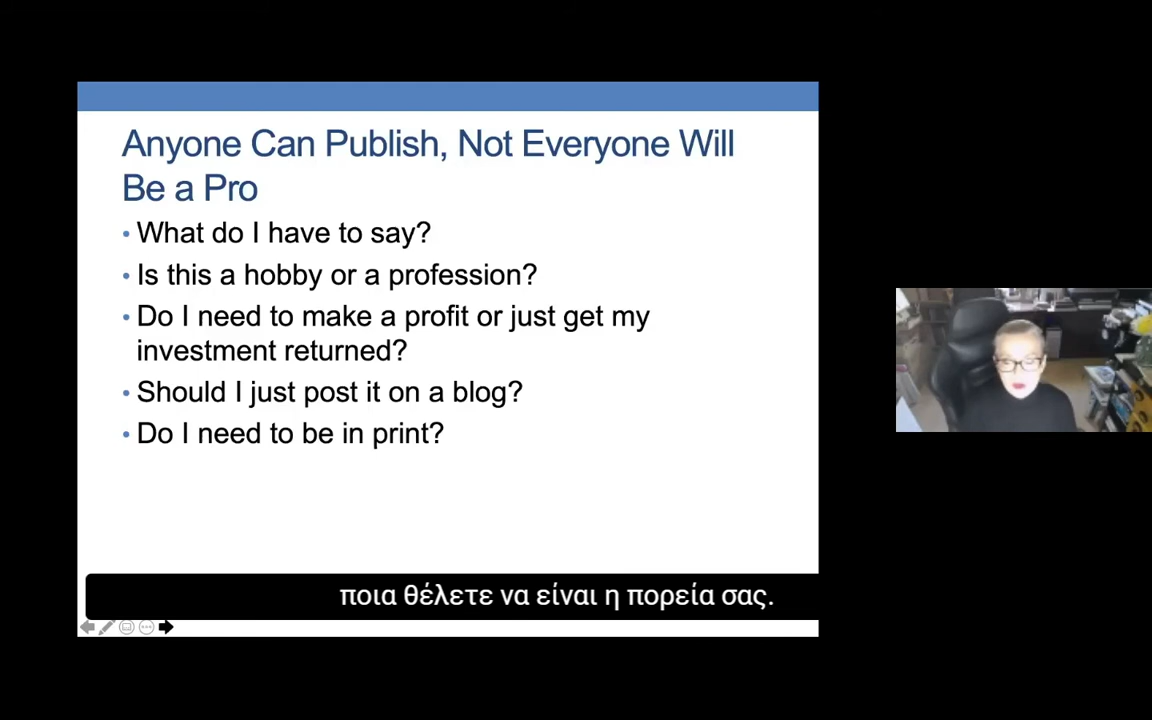 Anyone Can Publish, Not Everyone Will
Be a Pro
• What do I have to say?
• Is this a hobby or a profession?
• Do I need to make a profit or just get my
investment returned?
• Should I just post it on a blog?
• Do I need to be in print?
ποια θέλετε να είναι η πορεία σας.